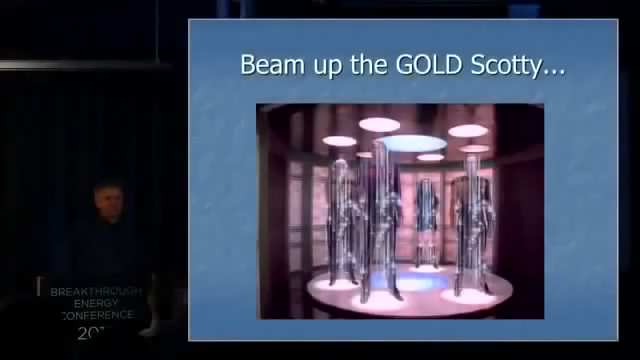 Beam up the GOLD Scotty...
BREAKTHROUGH
ENERGY
CONFERENCE